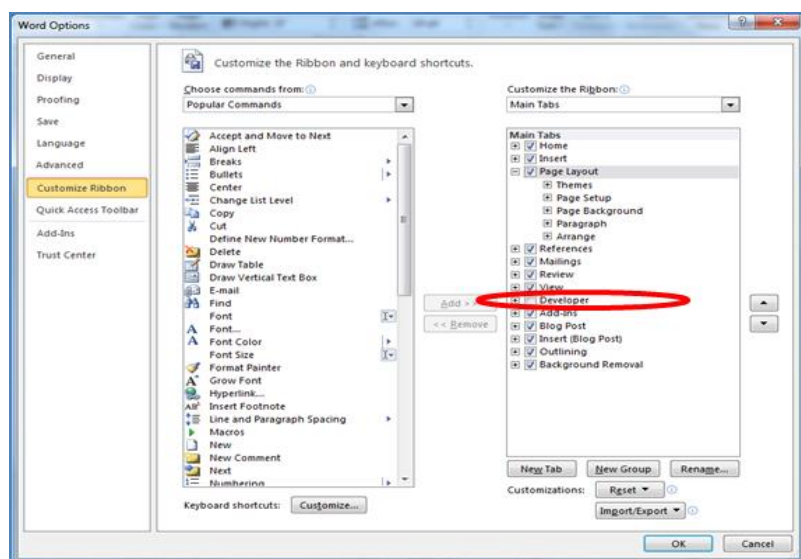 Word Options
General
Display
Proofing
Save
Language
Advanced
Customize Ribbon
Quick Access Toolbar
Add-Ins
Trust Center
Customize the Ribbon and keyboard shortcuts.
Choose commands from:
Popular Commands
Accept and Move to Next
Align Left
Breaks
Bullets
Center
Change List Level
Copy
Cut
Define New Number Format...
Delete
Draw Table
Draw Vertical Text Box
E-mail
Find
Font
Font...
Font Color
Font Size
Format Painter
Grow Font
Hyperlink...
Insert Footnote
Line and Paragraph Spacing
Macros
New
New Comment
Next
Numbering
Keyboard shortcuts: Customize...
Add >
<< Remove
Customize the Ribbon:
Main Tabs
Main Tabs
Home
Insert
Page Layout
Themes
Page Setup
Page Background
Paragraph
Arrange
References
Mailings
Review
View
Developer
Add-Ins
Blog Post
Insert (Blog Post)
Outlining
Background Removal
New Tab New Group Rename...
Customizations: Reset
Import/Export
OK Cancel